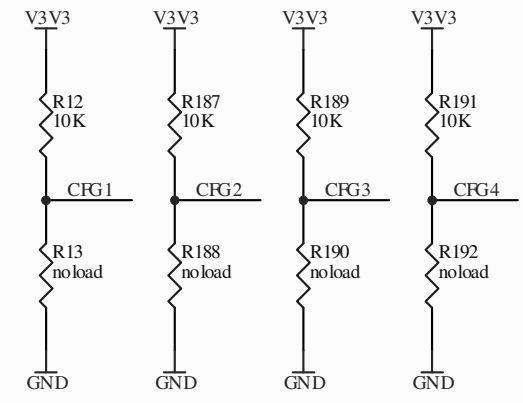 V3V3 V3V3 V3V3 V3V3
R12 R187 R189 R191
10K 10K 10K 10K
CFG1 CFG2 CFG3 CFG4
R13 R188 R190 R192
noload noload noload noload
GND GND GND GND